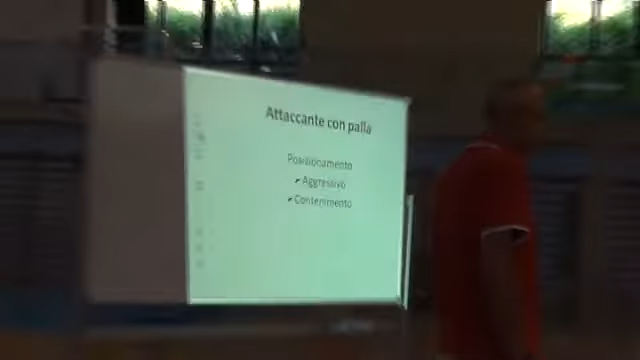 Attaccante con palla
Posizionamento
✔ Aggressivo
✔ Contenimento